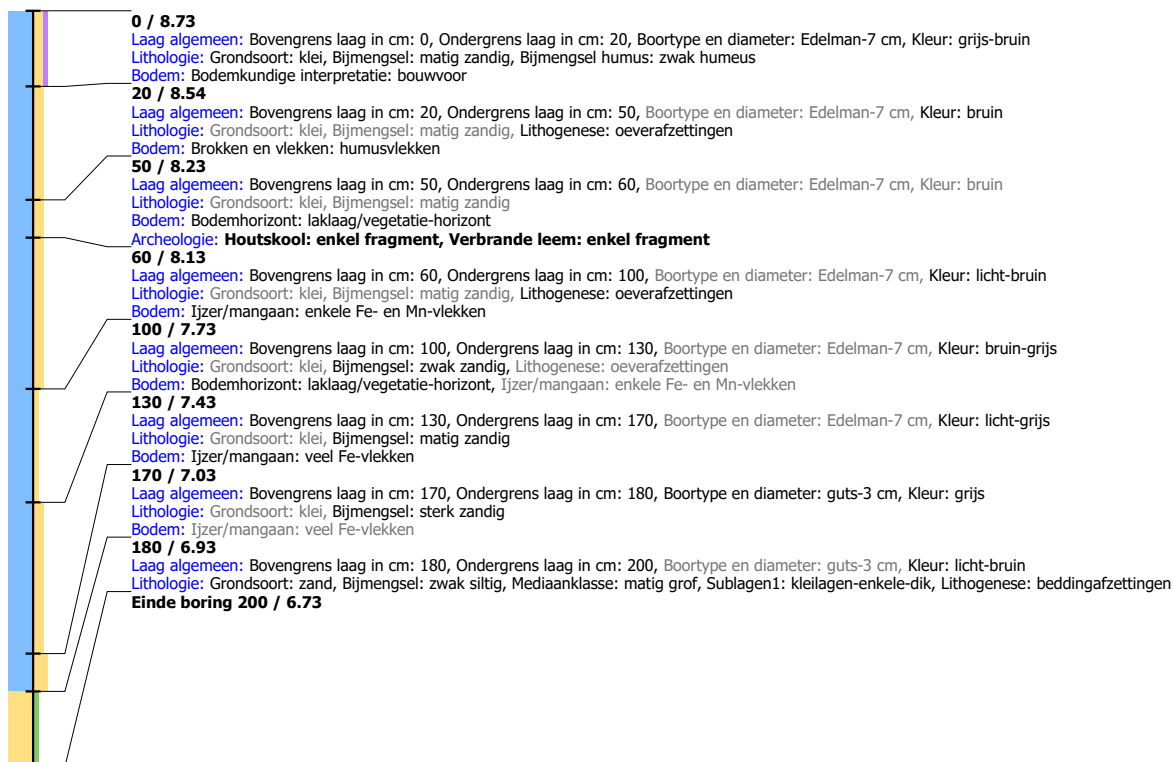 0 / 8.73
Laag algemeen: Bovengrens laag in cm: 0, Ondergrens laag in cm: 20, Boortype en diameter: Edelman-7 cm, Kleur: grijs-bruin
Lithologie: Grondsoort: klei, Bijmengsel: matig zandig, Bijmengsel humus: zwak humeus
Bodem: Bodemkundige interpretatie: bouwvoor
20 / 8.54
Laag algemeen: Bovengrens laag in cm: 20, Ondergrens laag in cm: 50, Boortype en diameter: Edelman-7 cm, Kleur: bruin
Lithologie: Grondsoort: klei, Bijmengsel: matig zandig, Lithogenese: oeverafzettingen
Bodem: Brokken en vlekken: humusvlekken
50 / 8.23
Laag algemeen: Bovengrens laag in cm: 50, Ondergrens laag in cm: 60, Boortype en diameter: Edelman-7 cm, Kleur: bruin
Lithologie: Grondsoort: klei, Bijmengsel: matig zandig
Bodem: Bodemhorizont: laklaag/vegetatie-horizont
Archeologie: Houtskool: enkel fragment, Verbrande leem: enkel fragment
60 / 8.13
Laag algemeen: Bovengrens laag in cm: 60, Ondergrens laag in cm: 100, Boortype en diameter: Edelman-7 cm, Kleur: licht-bruin
Lithologie: Grondsoort: klei, Bijmengsel: matig zandig, Lithogenese: oeverafzettingen
Bodem: Ijzer/mangaan: enkele Fe- en Mn-vlekken
100 / 7.73
Laag algemeen: Bovengrens laag in cm: 100, Ondergrens laag in cm: 130, Boortype en diameter: Edelman-7 cm, Kleur: bruin-grijs
Lithologie: Grondsoort: klei, Bijmengsel: zwak zandig, Lithogenese: oeverafzettingen
Bodem: Bodemhorizont: laklaag/vegetatie-horizont, Ijzer/mangaan: enkele Fe- en Mn-vlekken
130 / 7.43
Laag algemeen: Bovengrens laag in cm: 130, Ondergrens laag in cm: 170, Boortype en diameter: Edelman-7 cm, Kleur: licht-grijs
Lithologie: Grondsoort: klei, Bijmengsel: matig zandig
Bodem: Ijzer/mangaan: veel Fe-vlekken
170 / 7.03
Laag algemeen: Bovengrens laag in cm: 170, Ondergrens laag in cm: 180, Boortype en diameter: guts-3 cm, Kleur: grijs
Lithologie: Grondsoort: klei, Bijmengsel: sterk zandig
Bodem: Ijzer/mangaan: veel Fe-vlekken
180 / 6.93
Laag algemeen: Bovengrens laag in cm: 180, Ondergrens laag in cm: 200, Boortype en diameter: guts-3 cm, Kleur: licht-bruin
Lithologie: Grondsoort: zand, Bijmengsel: zwak siltig, Mediaanklasse: matig grof, Sublagen1: kleilagen-enkele-dik, Lithogenese: beddingafzettingen
Einde boring 200 / 6.73